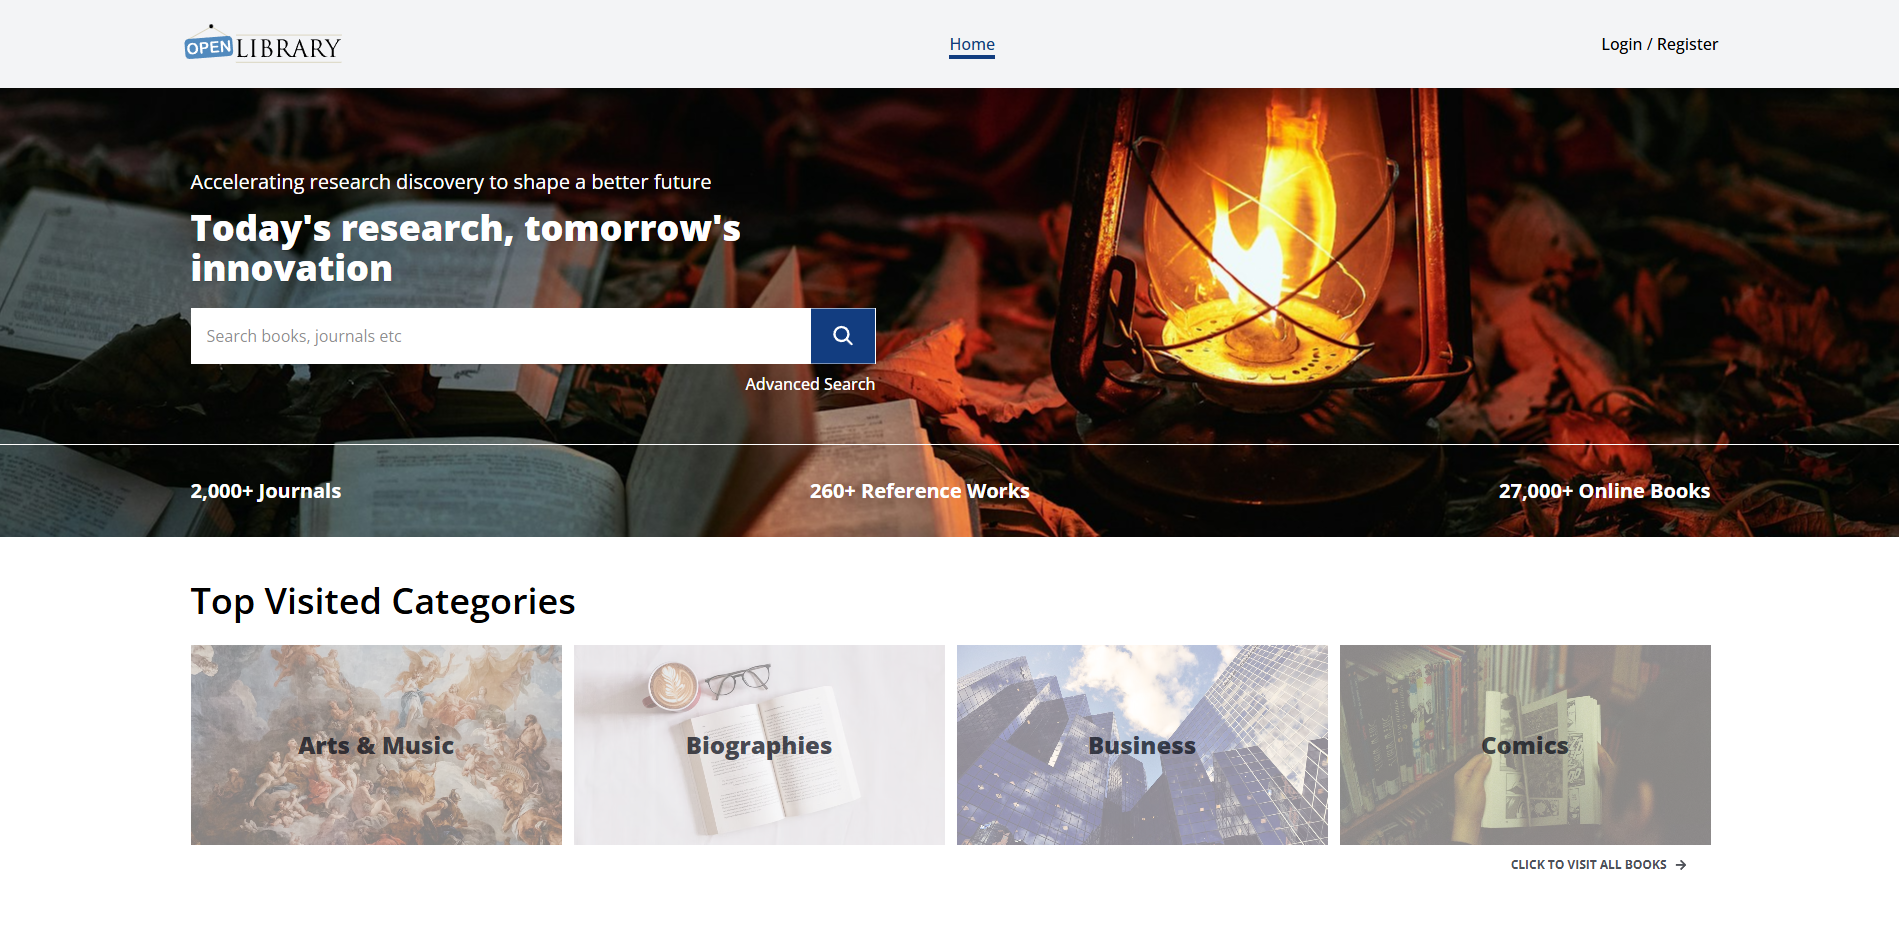 OPEN LIBRARY
Home
Login / Register
Accelerating research discovery to shape a better future
Today's research, tomorrow's
innovation
Search books, journals etc
Advanced Search
2,000+ Journals
260+ Reference Works
27,000+ Online Books
Top Visited Categories
Arts & Music
Biographies
Business
Comics
CLICK TO VISIT ALL BOOKS →